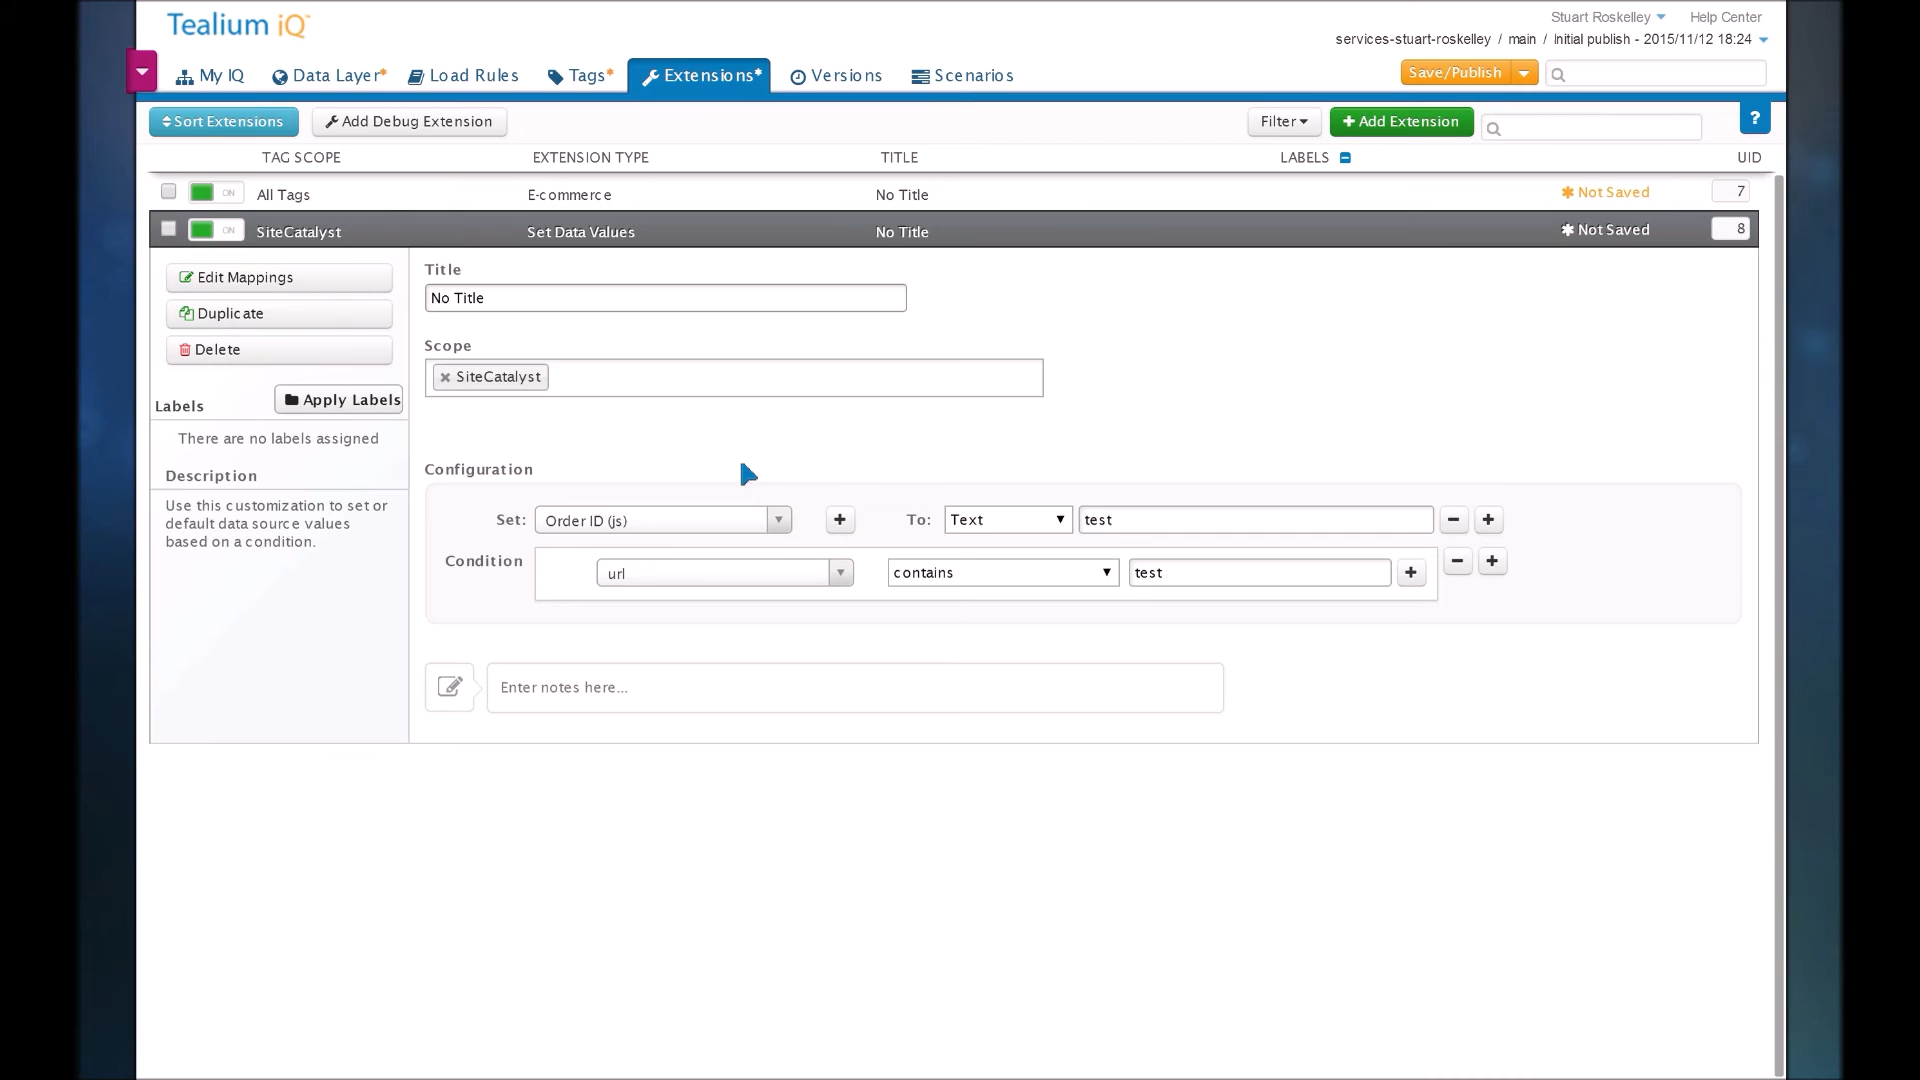 Tealium iQ™
Stuart Roskelley Help Center
services-stuart-roskelley / main / Initial publish - 2015/11/12 18:24
My IQ Data Layer* Load Rules Tags* Extensions* Versions Scenarios
Save/Publish
Sort Extensions Add Debug Extension Filter + Add Extension ?
TAG SCOPE EXTENSION TYPE TITLE LABELS UID
ON All Tags E-commerce No Title * Not Saved 7
ON SiteCatalyst Set Data Values No Title * Not Saved 8
Edit Mappings
Duplicate
Delete
Labels Apply Labels
There are no labels assigned
Description
Use this customization to set or
default data source values
based on a condition.
Title
No Title
Scope
× SiteCatalyst
Configuration
Set: Order ID (js) + To: Text test − +
Condition url contains test + − +
Enter notes here...